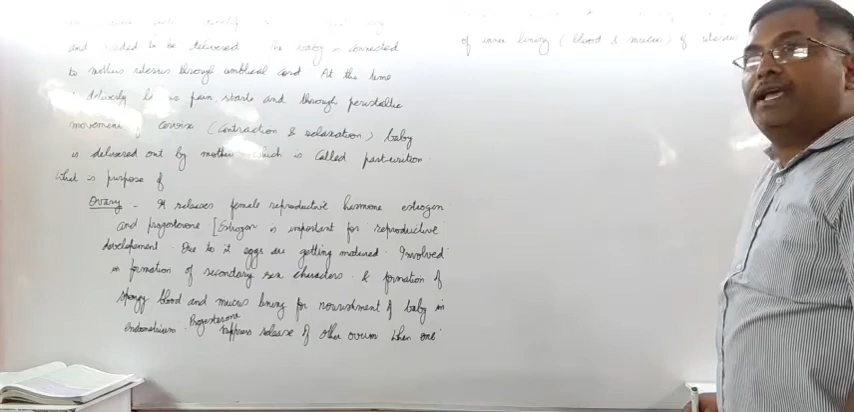 and needed to be delivered The baby is connected
to mothers uterus through umblical cord At the time
delivery pain starts and through peristaltic
movement of cervix (contraction & relaxation) baby
is delivered out by mother which is called parturition
What is purpose of
Ovary - It releases female reproductive hormone estrogen
and progesterone [Estrogen is important for reproductive
development. Due to it eggs are getting matured. Involved
in formation of secondary sex characters. & formation of
spongy blood and mucus lining for nourishment of baby in
Endometrium - Progesterone suppress release of other ovum when one
of inner lining (blood & mucus) of uterus